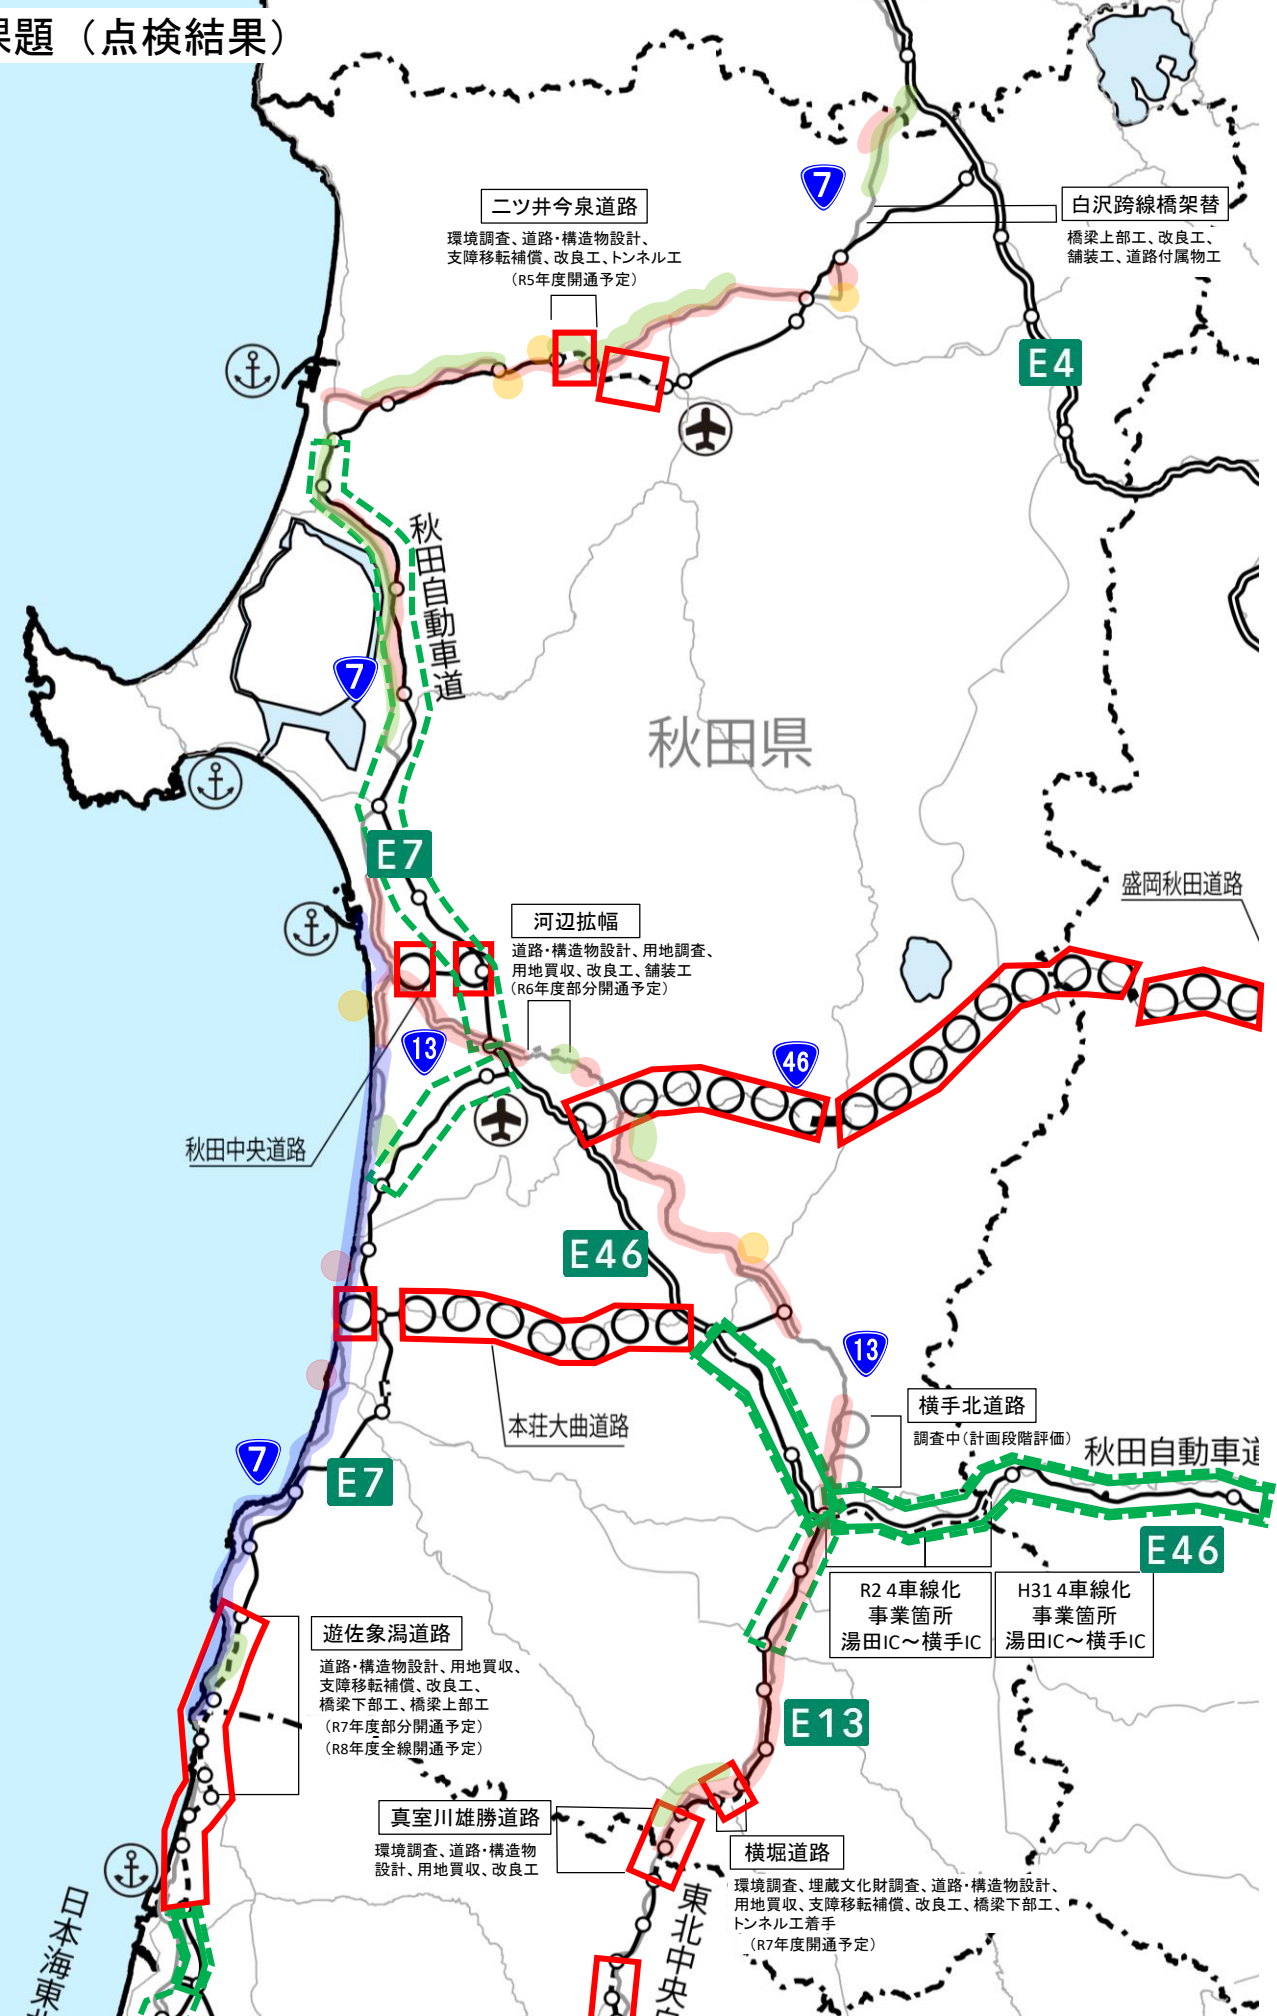 課題（点検結果）
7
二ツ井今泉道路
環境調査、道路・構造物設計、
支障移転補償、改良工、トンネル工
（R5年度開通予定）
白沢跨線橋架替
橋梁上部工、改良工、
舗装工、道路付属物工
E4
秋田自動車道
7
秋田県
E7
盛岡秋田道路
河辺拡幅
道路・構造物設計、用地調査、
用地買収、改良工、舗装工
（R6年度部分開通予定）
13
46
秋田中央道路
E46
13
本荘大曲道路
横手北道路
調査中（計画段階評価）
秋田自動車道
7
E7
E46
R2 4車線化
事業箇所
湯田IC～横手IC
H31 4車線化
事業箇所
湯田IC～横手IC
遊佐象潟道路
道路・構造物設計、用地買収、
支障移転補償、改良工、
橋梁下部工、橋梁上部工
（R7年度部分開通予定）
（R8年度全線開通予定）
E13
真室川雄勝道路
環境調査、道路・構造物
設計、用地買収、改良工
横堀道路
環境調査、埋蔵文化財調査、道路・構造物設計、
用地買収、支障移転補償、改良工、橋梁下部工、
トンネル工着手
（R7年度開通予定）
東北中央
日本海東